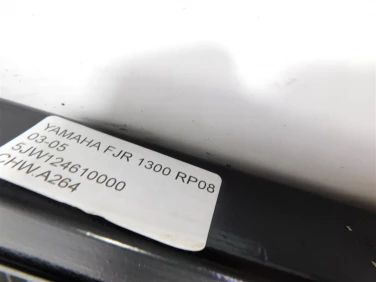 YAMAHA FJR 1300 RP08
03-05
5JW124610000
CHW.A264